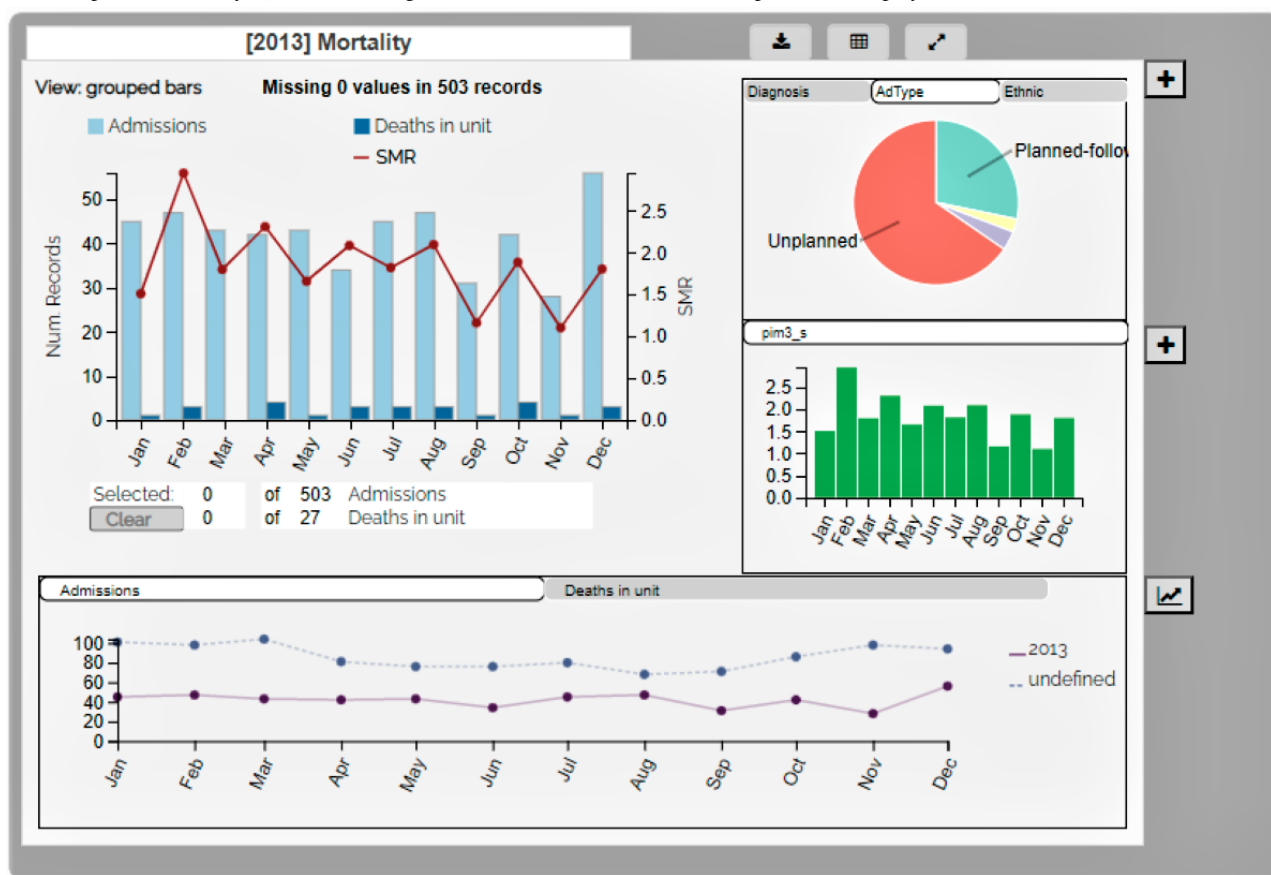 [2013] Mortality
View: grouped bars
Missing 0 values in 503 records
Admissions
Deaths in unit
SMR
Num. Records
50
40
30
20
10
0
2.5
2.0
1.5
1.0
0.5
0.0
SMR
Jan Feb Mar Apr May Jun Jul Aug Sep Oct Nov Dec
Selected: 0 of 503 Admissions
Clear 0 of 27 Deaths in unit
Diagnosis AdType Ethnic
Planned-follow
Unplanned
pim3_s
2.5
2.0
1.5
1.0
0.5
0.0
Jan Feb Mar Apr May Jun Jul Aug Sep Oct Nov Dec
Admissions Deaths in unit
100
80
60
40
20
0
Jan Feb Mar Apr May Jun Jul Aug Sep Oct Nov Dec
2013
undefined